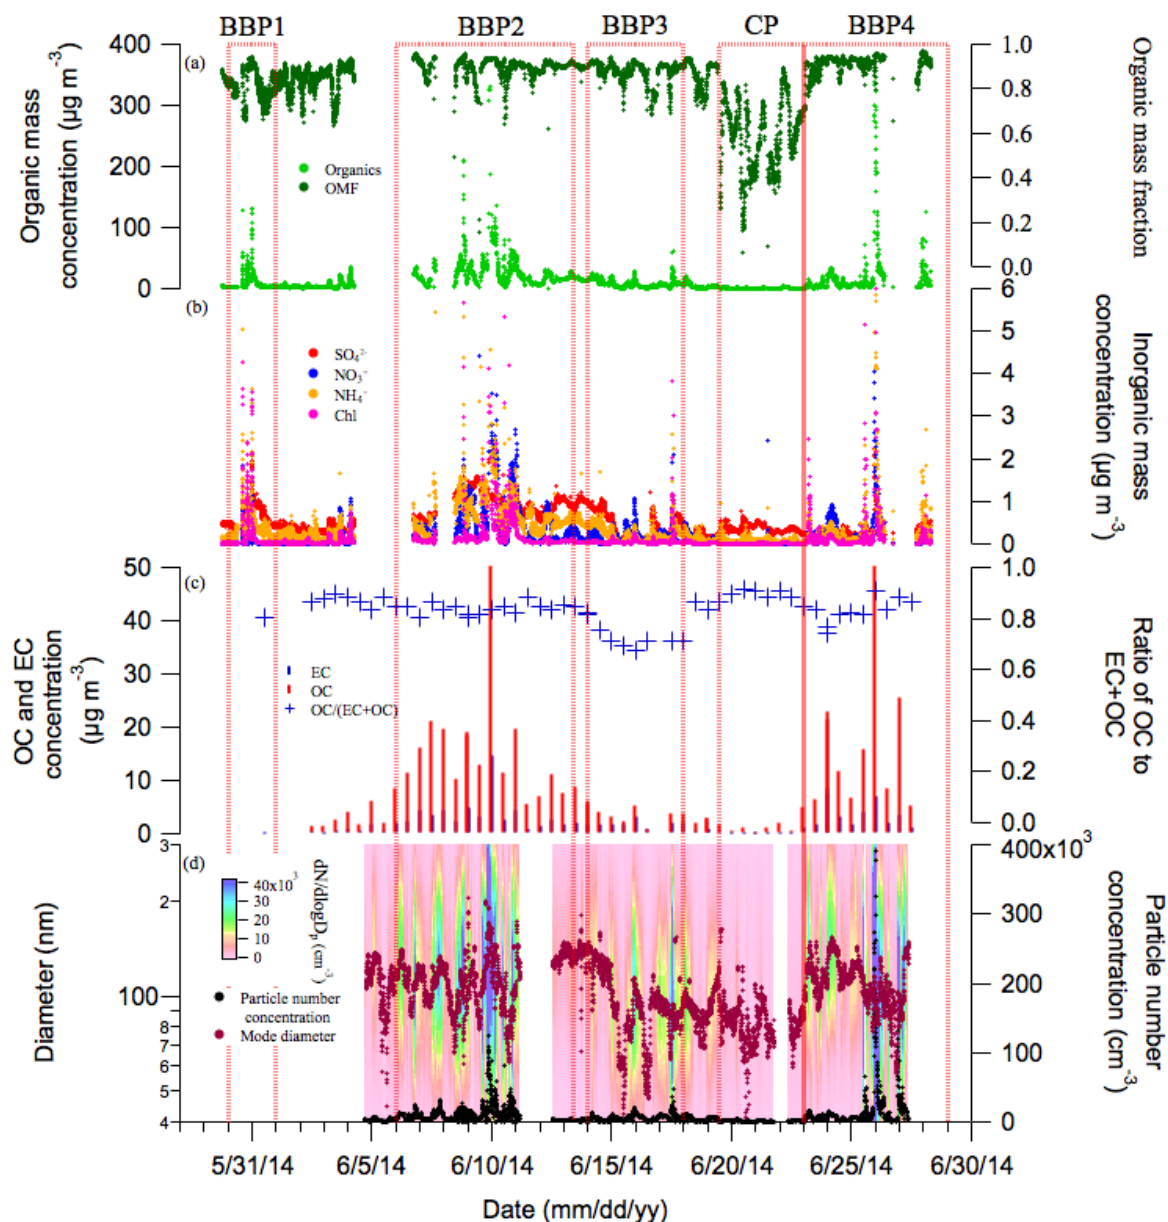 BBP1 BBP2 BBP3 CP BBP4
(a)
Organic mass
concentration (µg m⁻³)
400
300
200
100
0
Organics
OMF
1.0
0.8
0.6
0.4
0.2
0.0
Organic mass fraction
(b)
SO₄²⁻
NO₃⁻
NH₄⁺
Chl
6
5
4
3
2
1
0
Inorganic mass
concentration (µg m⁻³)
(c)
OC and EC
concentration
(µg m⁻³)
50
40
30
20
10
0
EC
OC
OC/(EC+OC)
1.0
0.8
0.6
0.4
0.2
0.0
Ratio of OC to
EC+OC
(d)
Diameter (nm)
3
2
100
9
8
7
6
5
4
40x10³
30
20
10
0
dN/dlogDₚ (cm⁻³)
Particle number
concentration
Mode diameter
400x10³
300
200
100
0
Particle number
concentration (cm⁻³)
5/31/14 6/5/14 6/10/14 6/15/14 6/20/14 6/25/14 6/30/14
Date (mm/dd/yy)